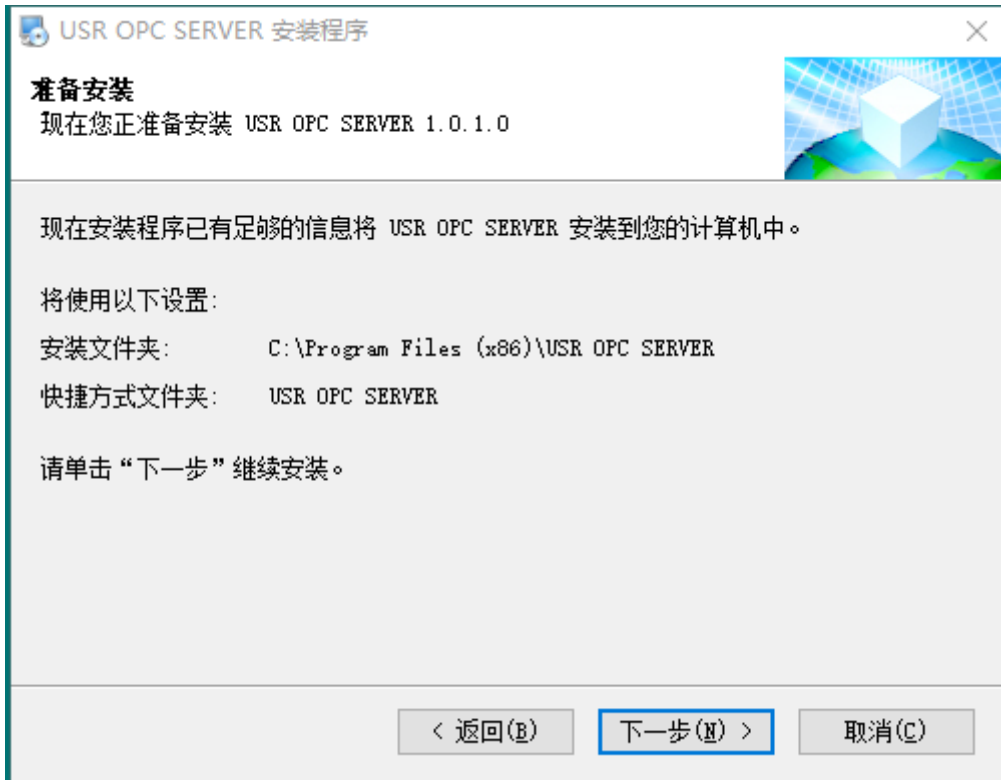 USR OPC SERVER 安装程序
准备安装
现在您正准备安装 USR OPC SERVER 1.0.1.0
现在安装程序已有足够的信息将 USR OPC SERVER 安装到您的计算机中。
将使用以下设置:
安装文件夹: C:\Program Files (x86)\USR OPC SERVER
快捷方式文件夹: USR OPC SERVER
请单击“下一步”继续安装。
< 返回(B) 下一步(N) > 取消(C)